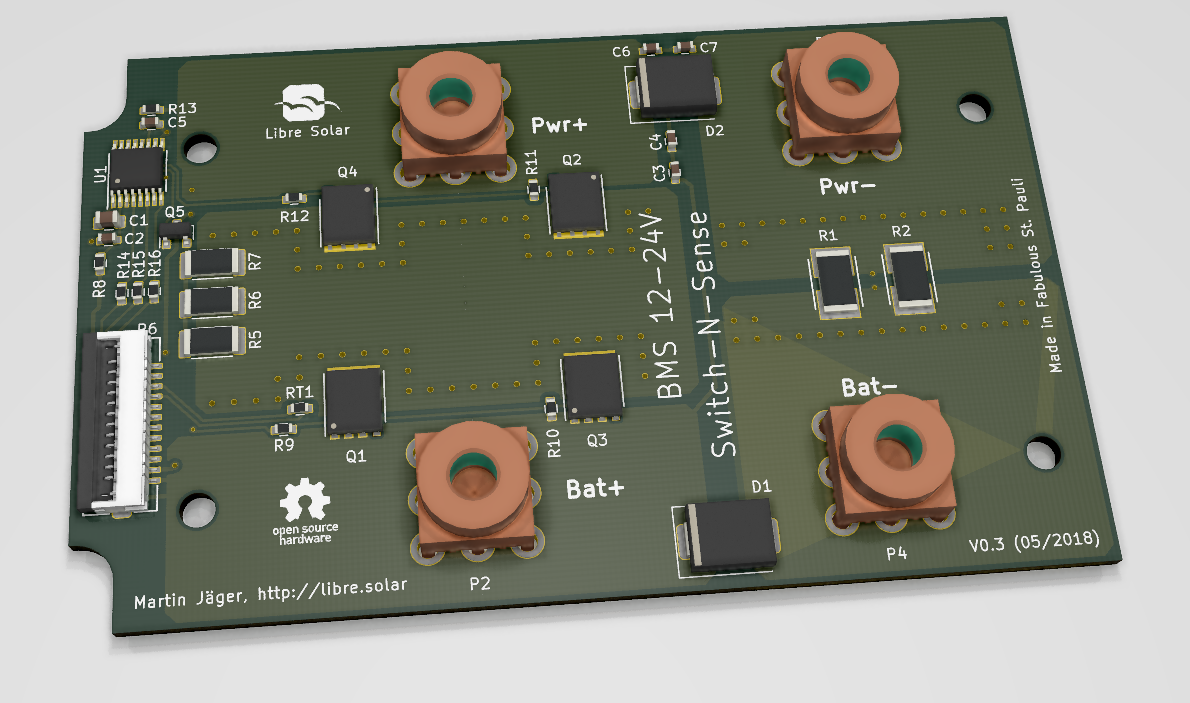 C6
C7
R13
C5
Libre Solar
Pwr+
D2
C4
C3
U1
Q4
R11
Q2
Pwr-
C1
C2
Q5
R12
R8
R14
R15
R16
R7
R6
R5
BMS 12-24V
Switch-N-Sense
R1
R2
Made in Fabulous St. Pauli
RT1
R9
Q1
R10
Q3
Bat-
Bat+
open source
hardware
D1
P2
P4
V0.3 (05/2018)
Martin Jäger, http://libre.solar